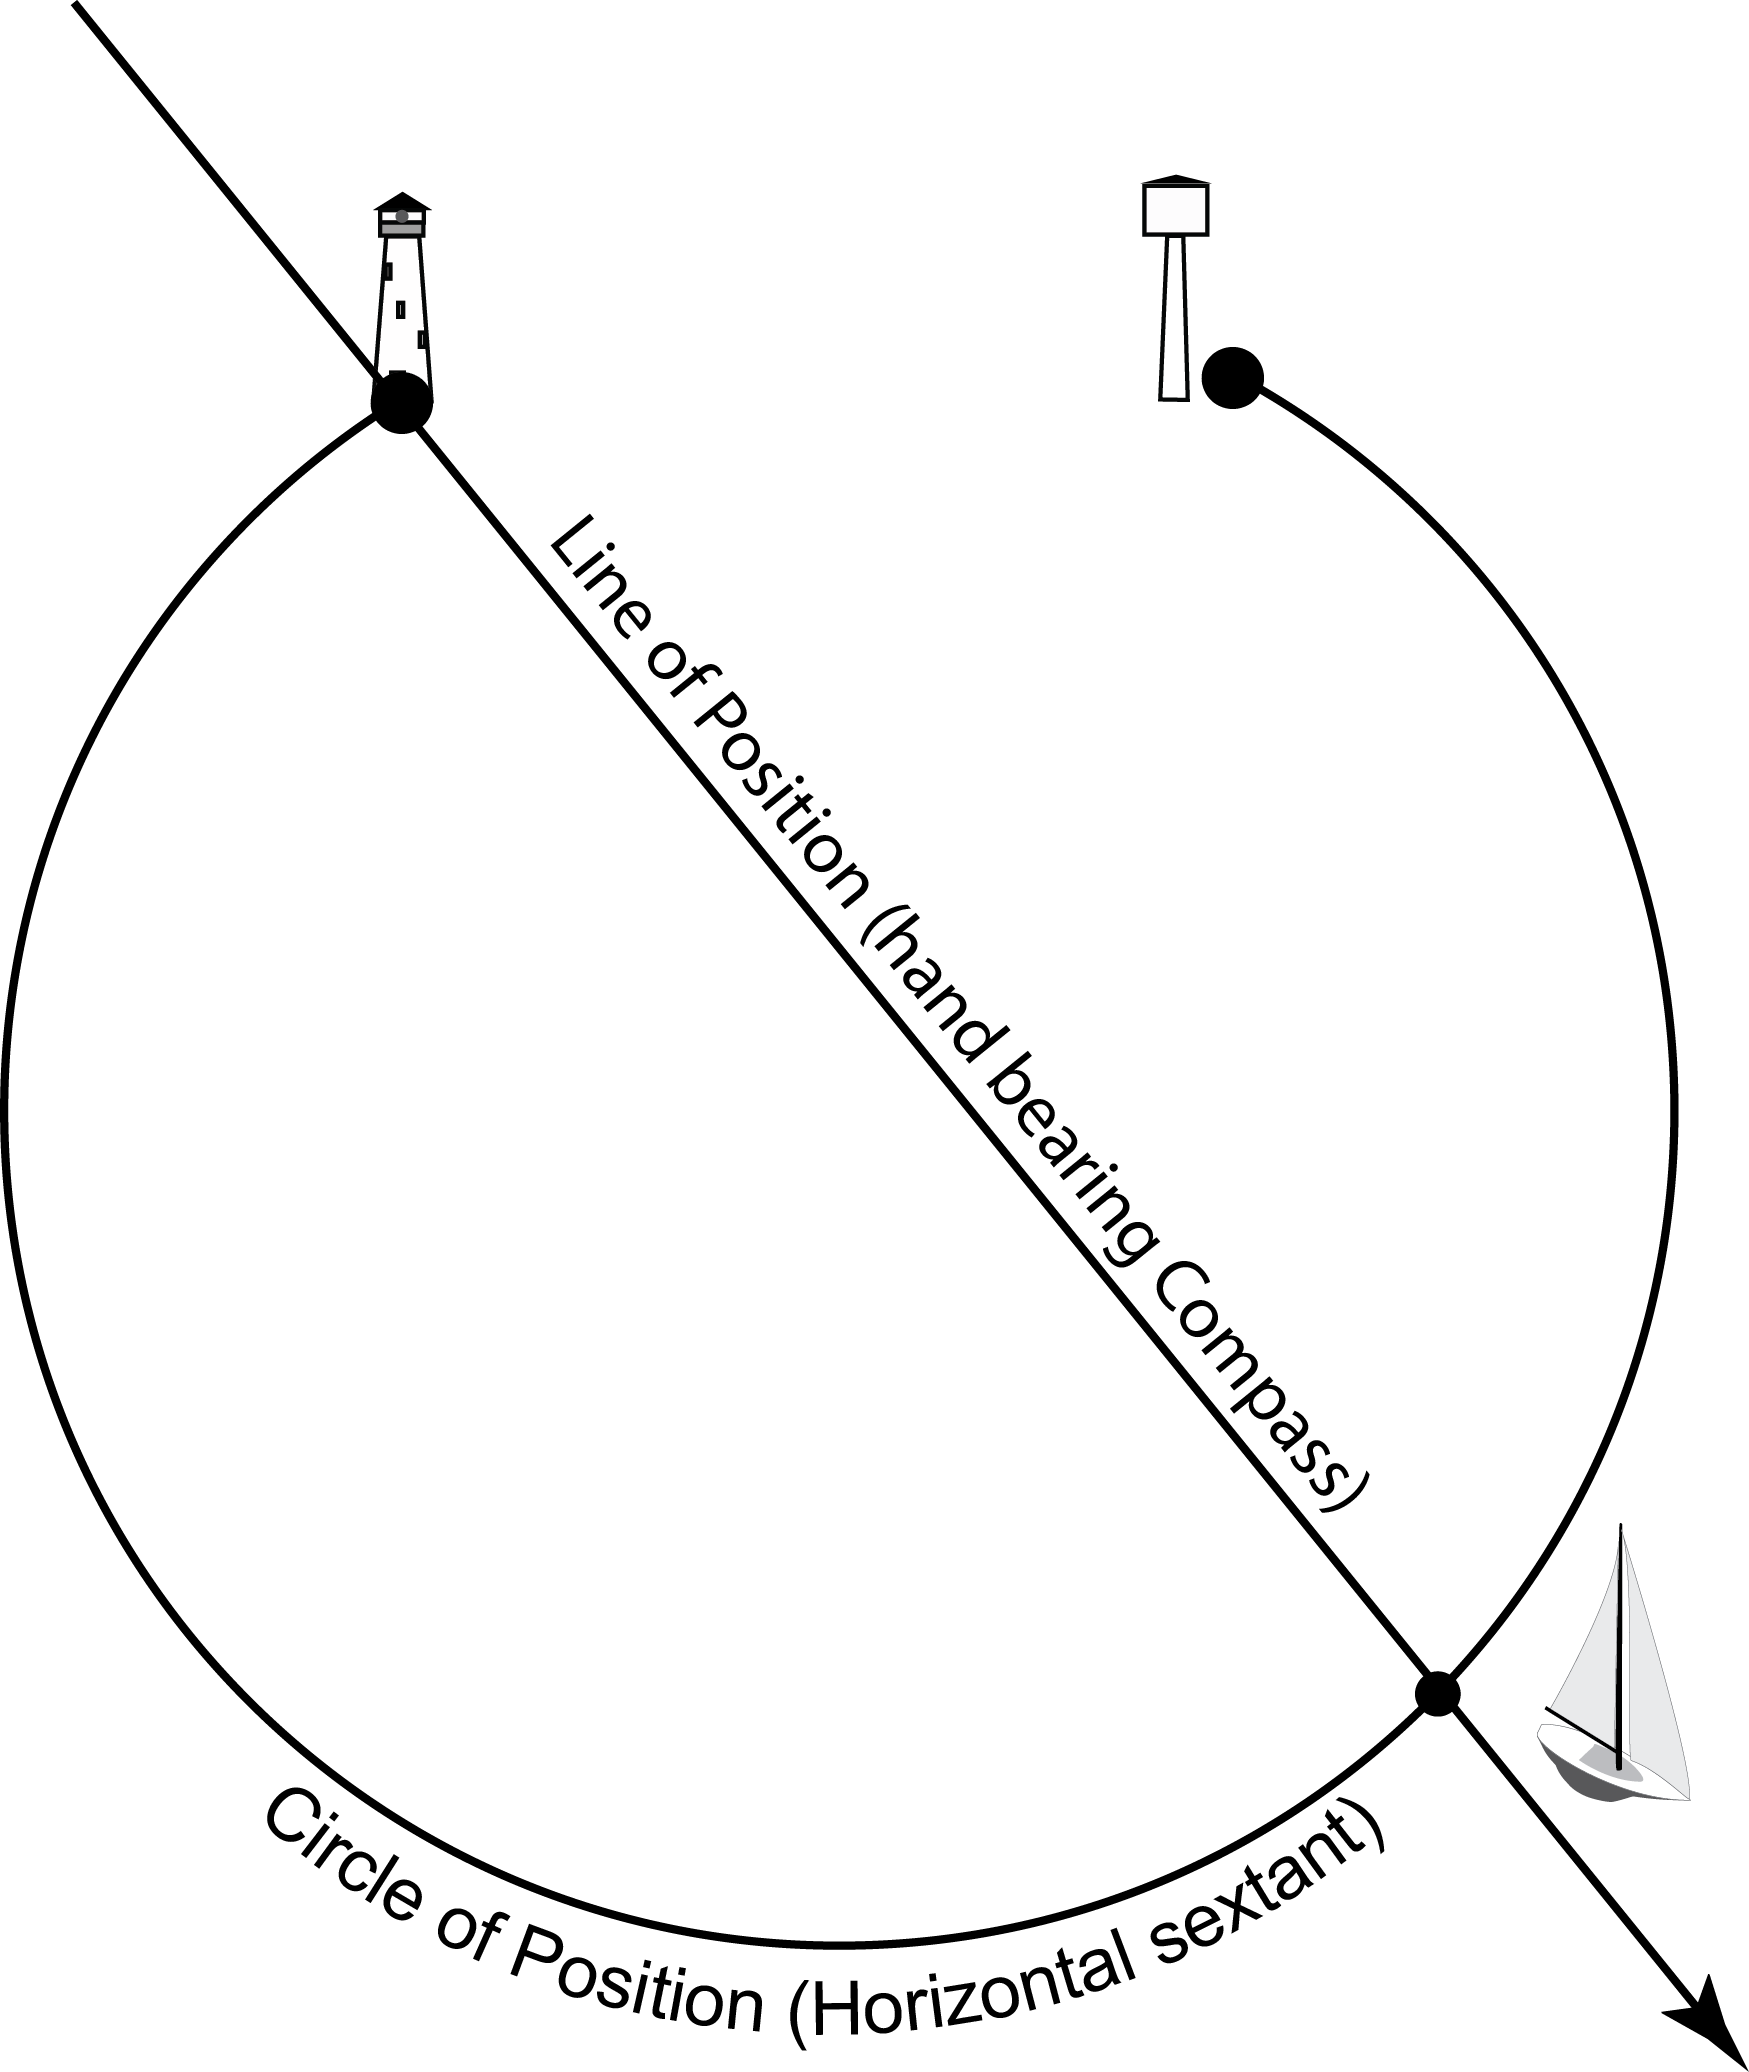 Line of Position (hand bearing Compass)
Circle of Position (Horizontal sextant)